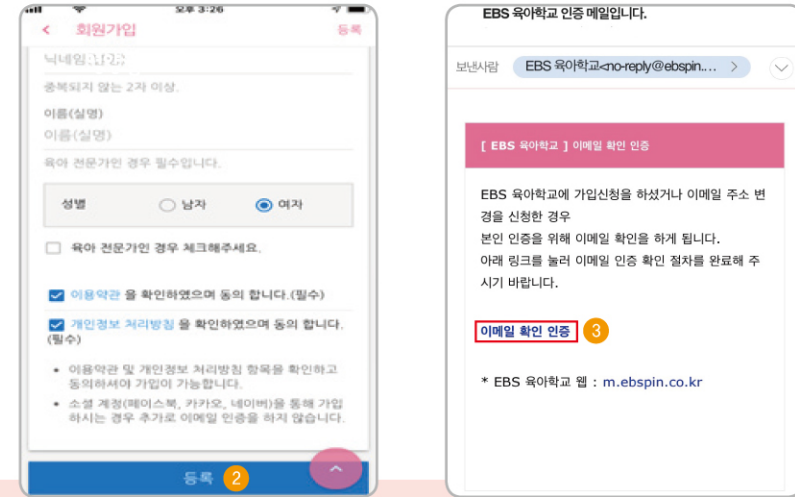 오후 3:26
회원가입
등록
닉네임
중복되지 않는 2자 이상.
이름(실명)
이름(실명)
육아 전문가인 경우 필수입니다.
성별 남자 여자
육아 전문가인 경우 체크해주세요.
이용약관 을 확인하였으며 동의 합니다.(필수)
개인정보 처리방침 을 확인하였으며 동의 합니다.
(필수)
• 이용약관 및 개인정보 처리방침 항목을 확인하고
동의하셔야 가입이 가능합니다.
• 소셜 계정(페이스북, 카카오, 네이버)을 통해 가입
하시는 경우 추가로 이메일 인증을 하지 않습니다.
등록 2
EBS 육아학교 인증 메일입니다.
보낸사람 EBS 육아학교<no-reply@ebspin.... >
[ EBS 육아학교 ] 이메일 확인 인증
EBS 육아학교에 가입신청을 하셨거나 이메일 주소 변
경을 신청한 경우
본인 인증을 위해 이메일 확인을 하게 됩니다.
아래 링크를 눌러 이메일 인증 확인 절차를 완료해 주
시기 바랍니다.
이메일 확인 인증 3
* EBS 육아학교 웹 : m.ebspin.co.kr